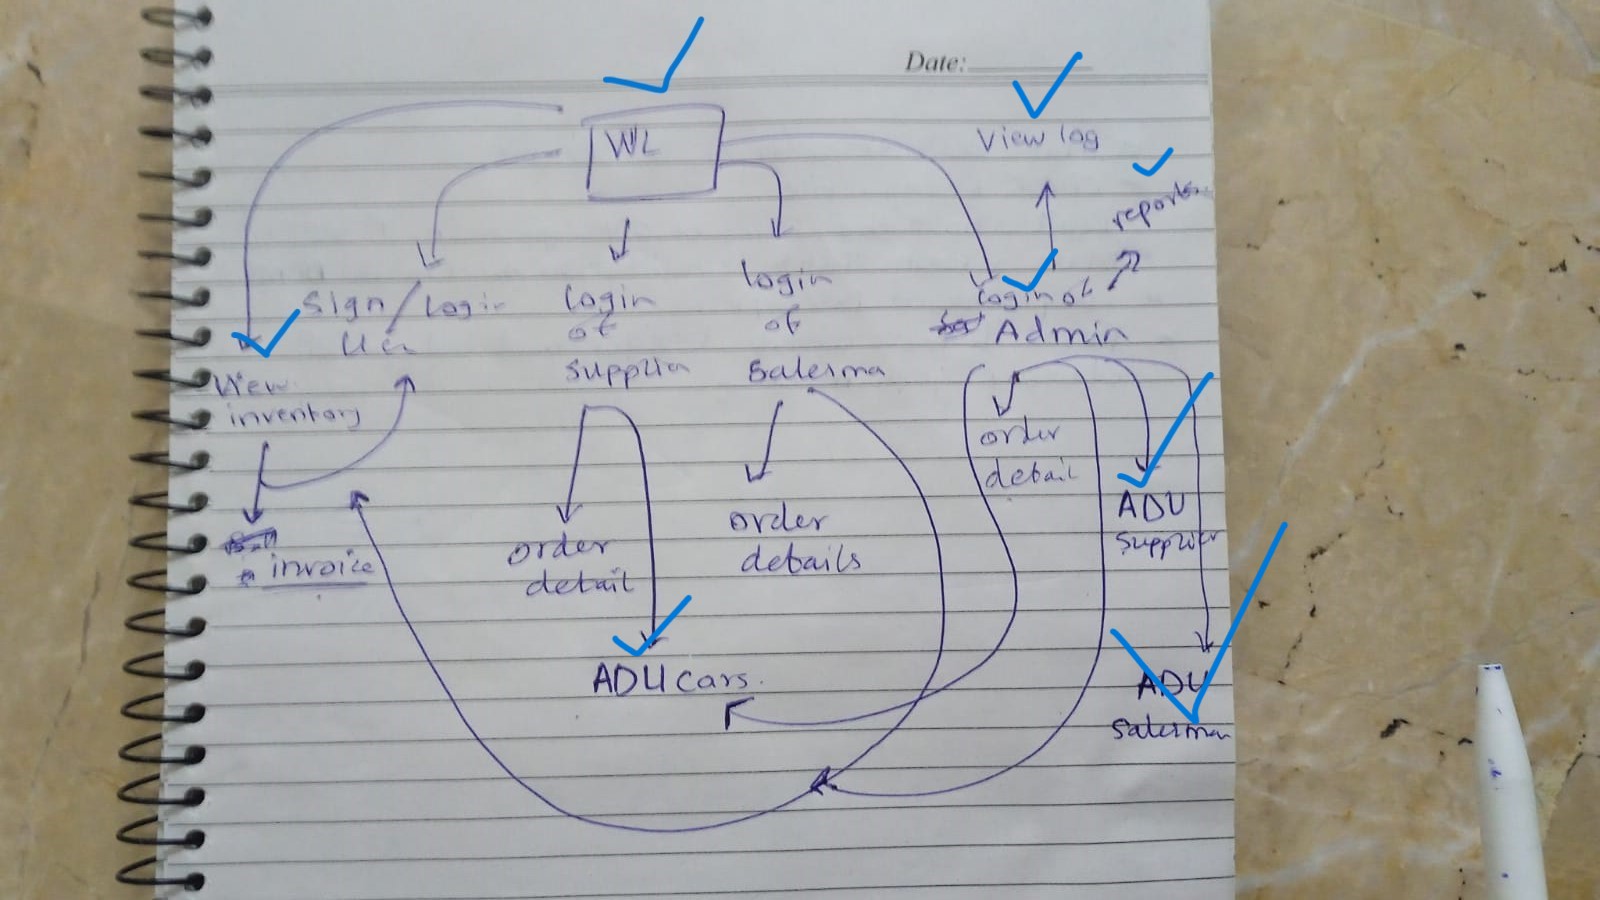 Date:
WL
View log
reports
Sign / Login
login
of
supplier
login
of
Salesman
Login of
Admin
View
inventory
invoice
order
detail
order
details
order
detail
ADU
supplier
ADU cars.
ADU
Salesman